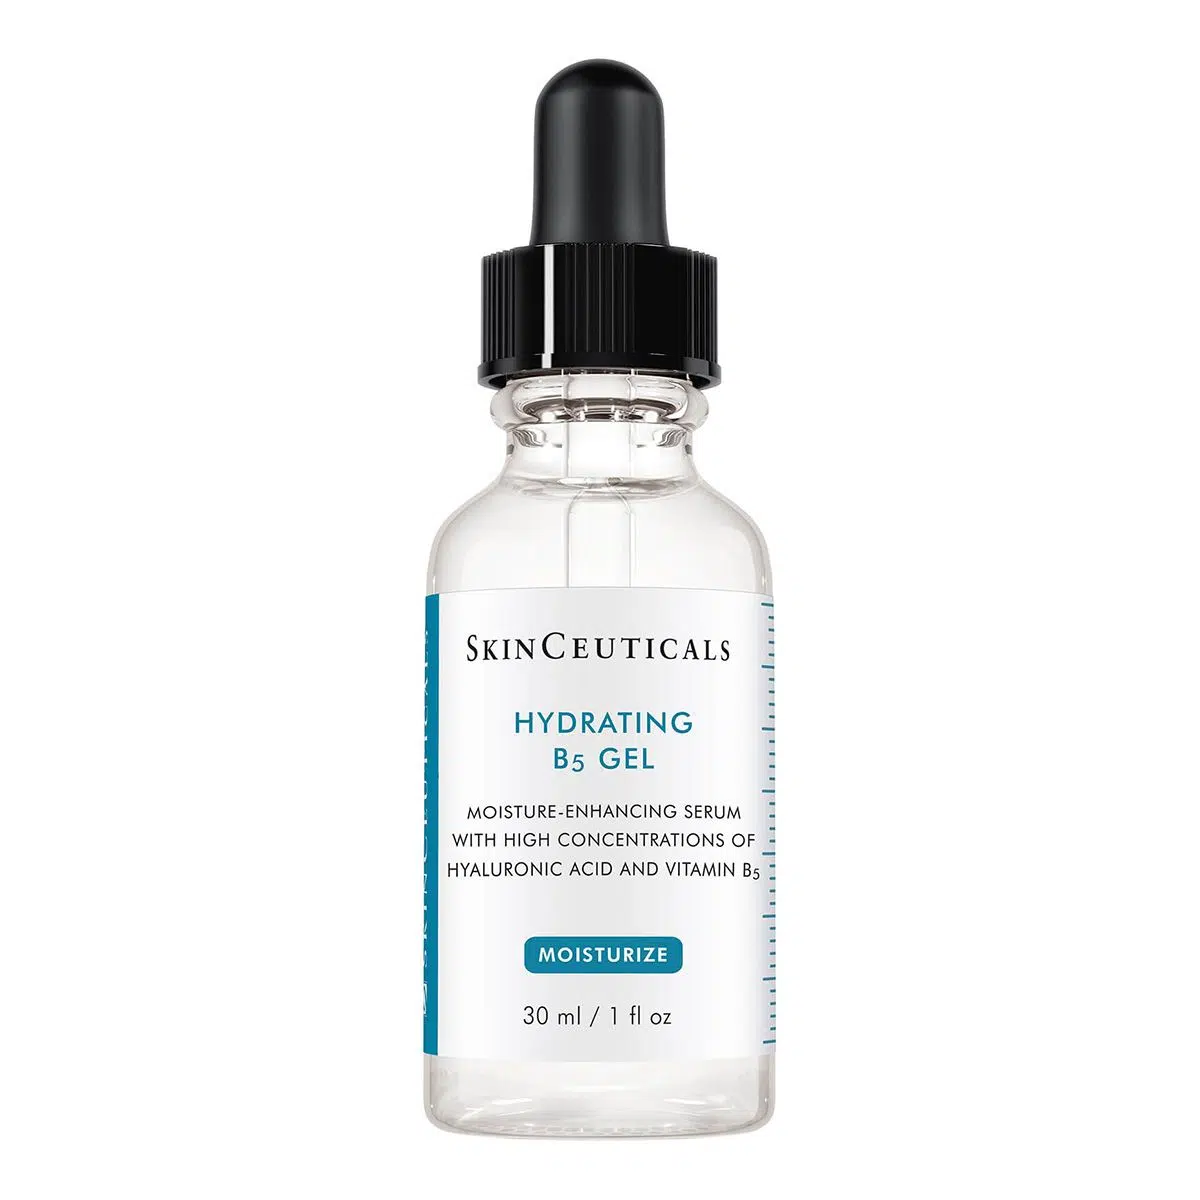 SKINCEUTICALS
HYDRATING
B5 GEL
MOISTURE-ENHANCING SERUM
WITH HIGH CONCENTRATIONS OF
HYALURONIC ACID AND VITAMIN B5
MOISTURIZE
30 ml / 1 fl oz
SKINCEUTICALS